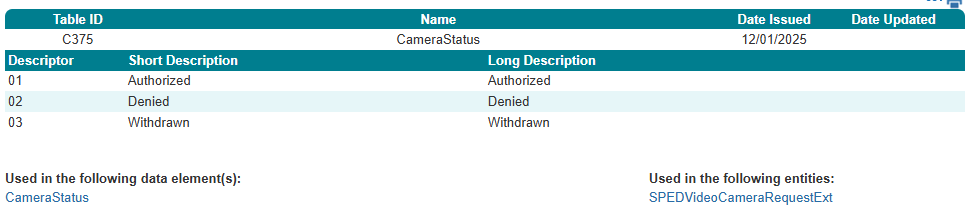 Table ID Name Date Issued Date Updated
C375 CameraStatus 12/01/2025
Descriptor Short Description Long Description
01 Authorized Authorized
02 Denied Denied
03 Withdrawn Withdrawn
Used in the following data element(s): Used in the following entities:
CameraStatus SPEDVideoCameraRequestExt